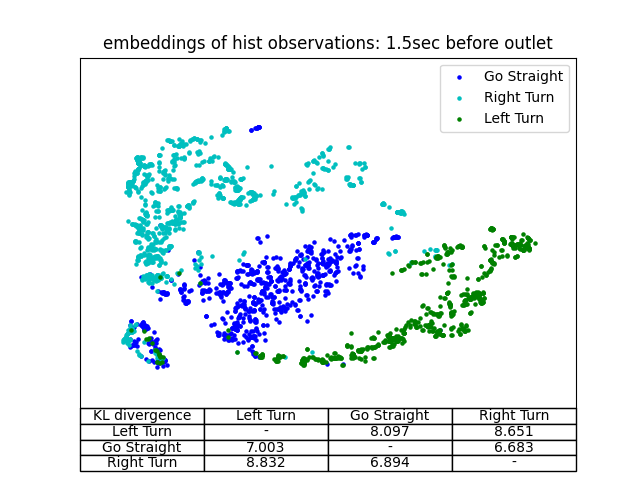 embeddings of hist observations: 1.5sec before outlet
Go Straight
Right Turn
Left Turn
KL divergence Left Turn Go Straight Right Turn
Left Turn - 8.097 8.651
Go Straight 7.003 - 6.683
Right Turn 8.832 6.894 -